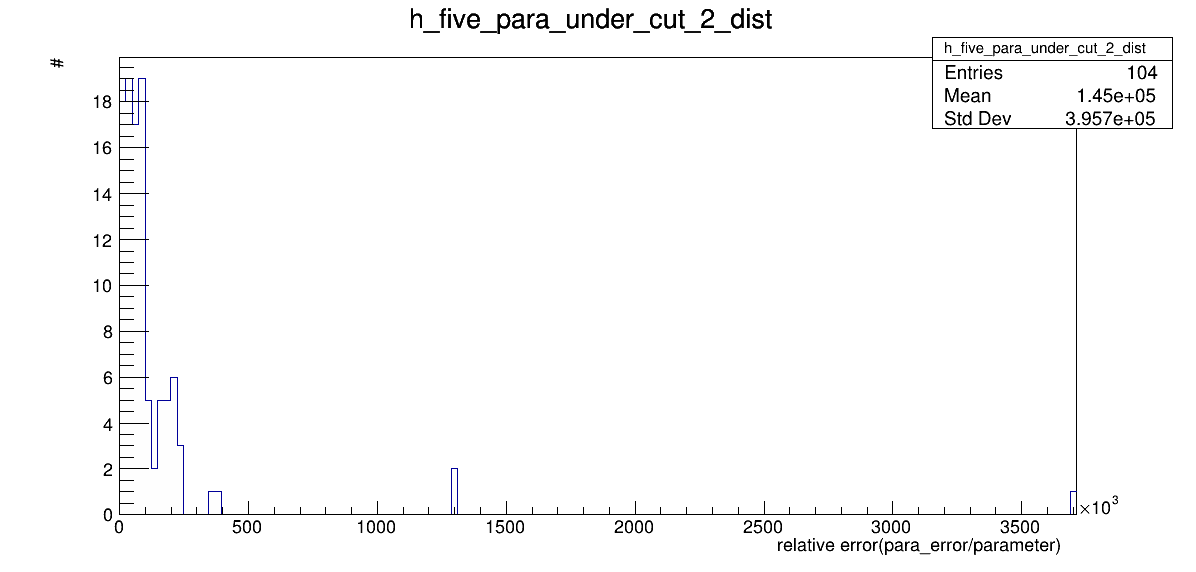 h_five_para_under_cut_2_dist
h_five_para_under_cut_2_dist
Entries 104
Mean 1.45e+05
Std Dev 3.957e+05
#
18
16
14
12
10
8
6
4
2
0
0 500 1000 1500 2000 2500 3000 3500
×10³
relative error(para_error/parameter)